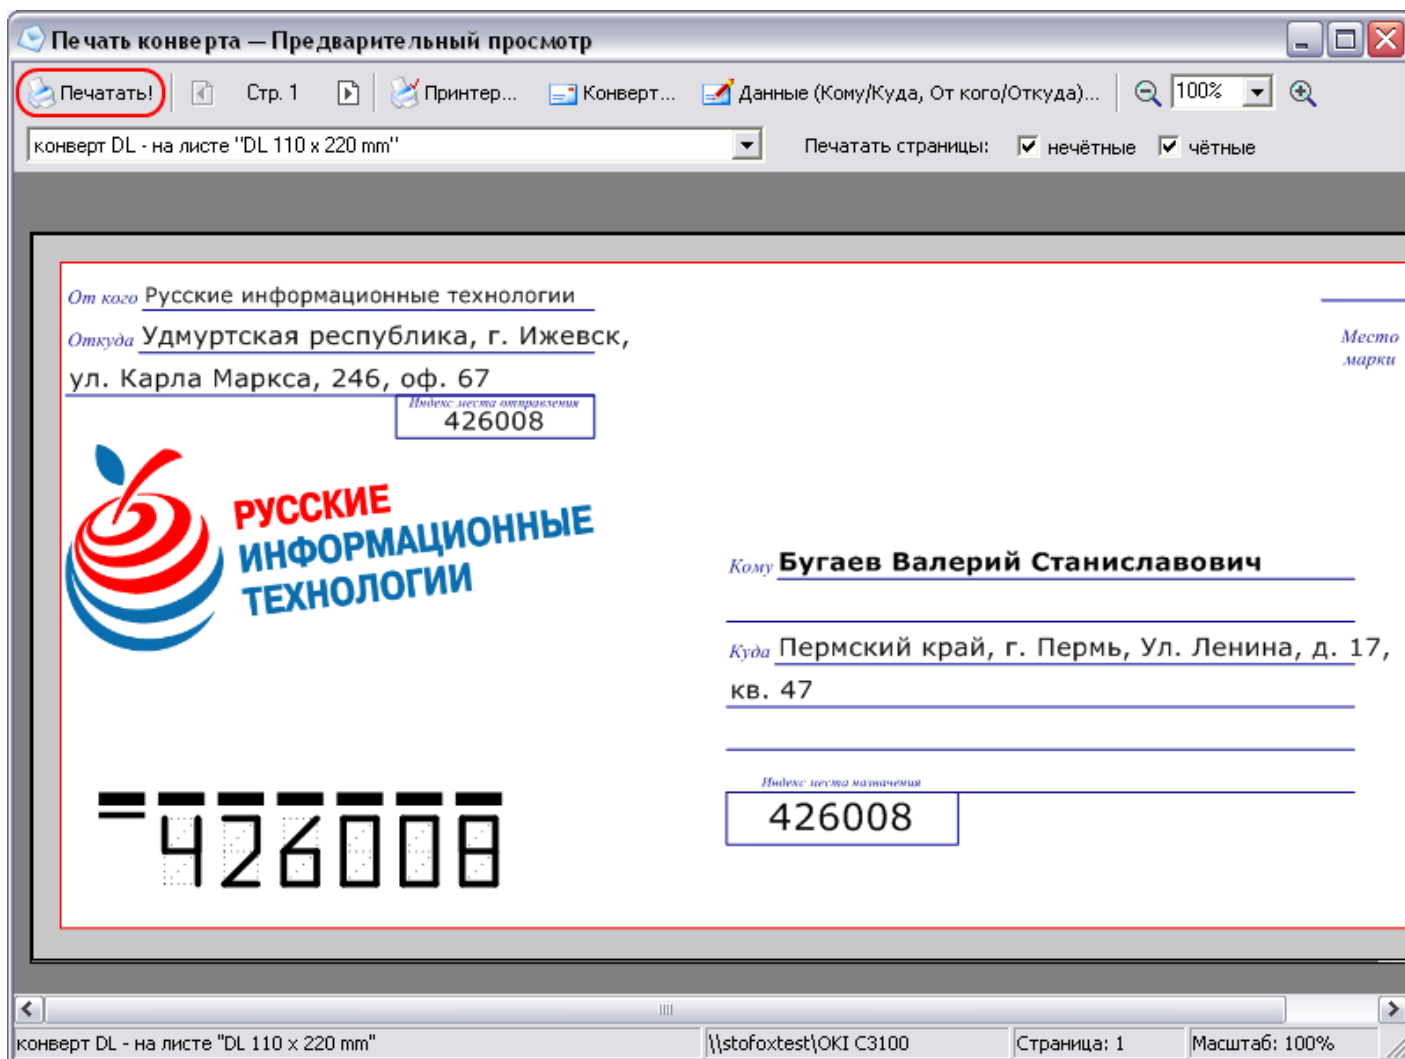 Печать конверта — Предварительный просмотр
Печатать! Стр. 1 Принтер... Конверт... Данные (Кому/Куда, От кого/Откуда)... 100%
конверт DL - на листе "DL 110 x 220 mm" Печатать страницы: нечётные чётные
От кого Русские информационные технологии
Откуда Удмуртская республика, г. Ижевск,
ул. Карла Маркса, 246, оф. 67
Индекс места отправления
426008
Место
марки
РУССКИЕ
ИНФОРМАЦИОННЫЕ
ТЕХНОЛОГИИ
Кому Бугаев Валерий Станиславович
Куда Пермский край, г. Пермь, Ул. Ленина, д. 17,
кв. 47
Индекс места назначения
426008
426008
конверт DL - на листе "DL 110 x 220 mm" \\stofoxtest\OKI C3100 Страница: 1 Масштаб: 100%